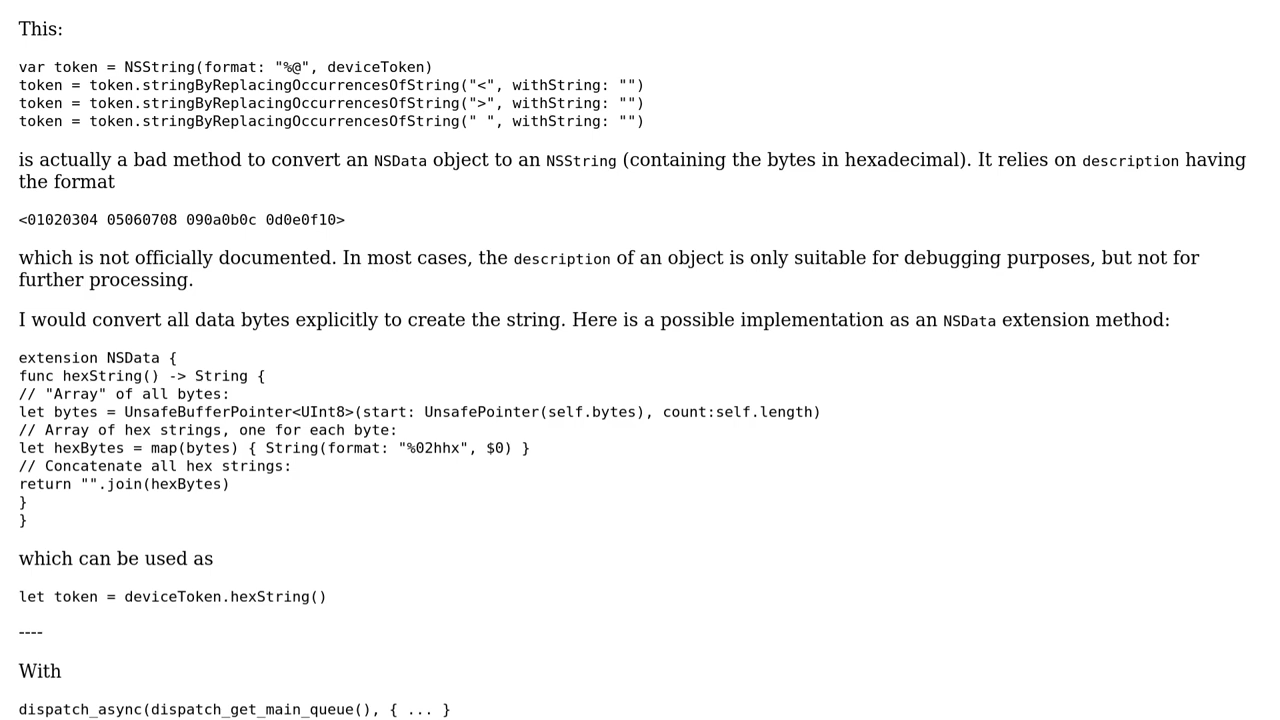 This:
var token = NSString(format: "%@", deviceToken)
token = token.stringByReplacingOccurrencesOfString("<", withString: "")
token = token.stringByReplacingOccurrencesOfString(">", withString: "")
token = token.stringByReplacingOccurrencesOfString(" ", withString: "")
is actually a bad method to convert an NSData object to an NSString (containing the bytes in hexadecimal). It relies on description having
the format
<01020304 05060708 090a0b0c 0d0e0f10>
which is not officially documented. In most cases, the description of an object is only suitable for debugging purposes, but not for
further processing.
I would convert all data bytes explicitly to create the string. Here is a possible implementation as an NSData extension method:
extension NSData {
func hexString() -> String {
// "Array" of all bytes:
let bytes = UnsafeBufferPointer<UInt8>(start: UnsafePointer(self.bytes), count:self.length)
// Array of hex strings, one for each byte:
let hexBytes = map(bytes) { String(format: "%02hhx", $0) }
// Concatenate all hex strings:
return "".join(hexBytes)
}
}
which can be used as
let token = deviceToken.hexString()
----
With
dispatch_async(dispatch_get_main_queue(), { ... }